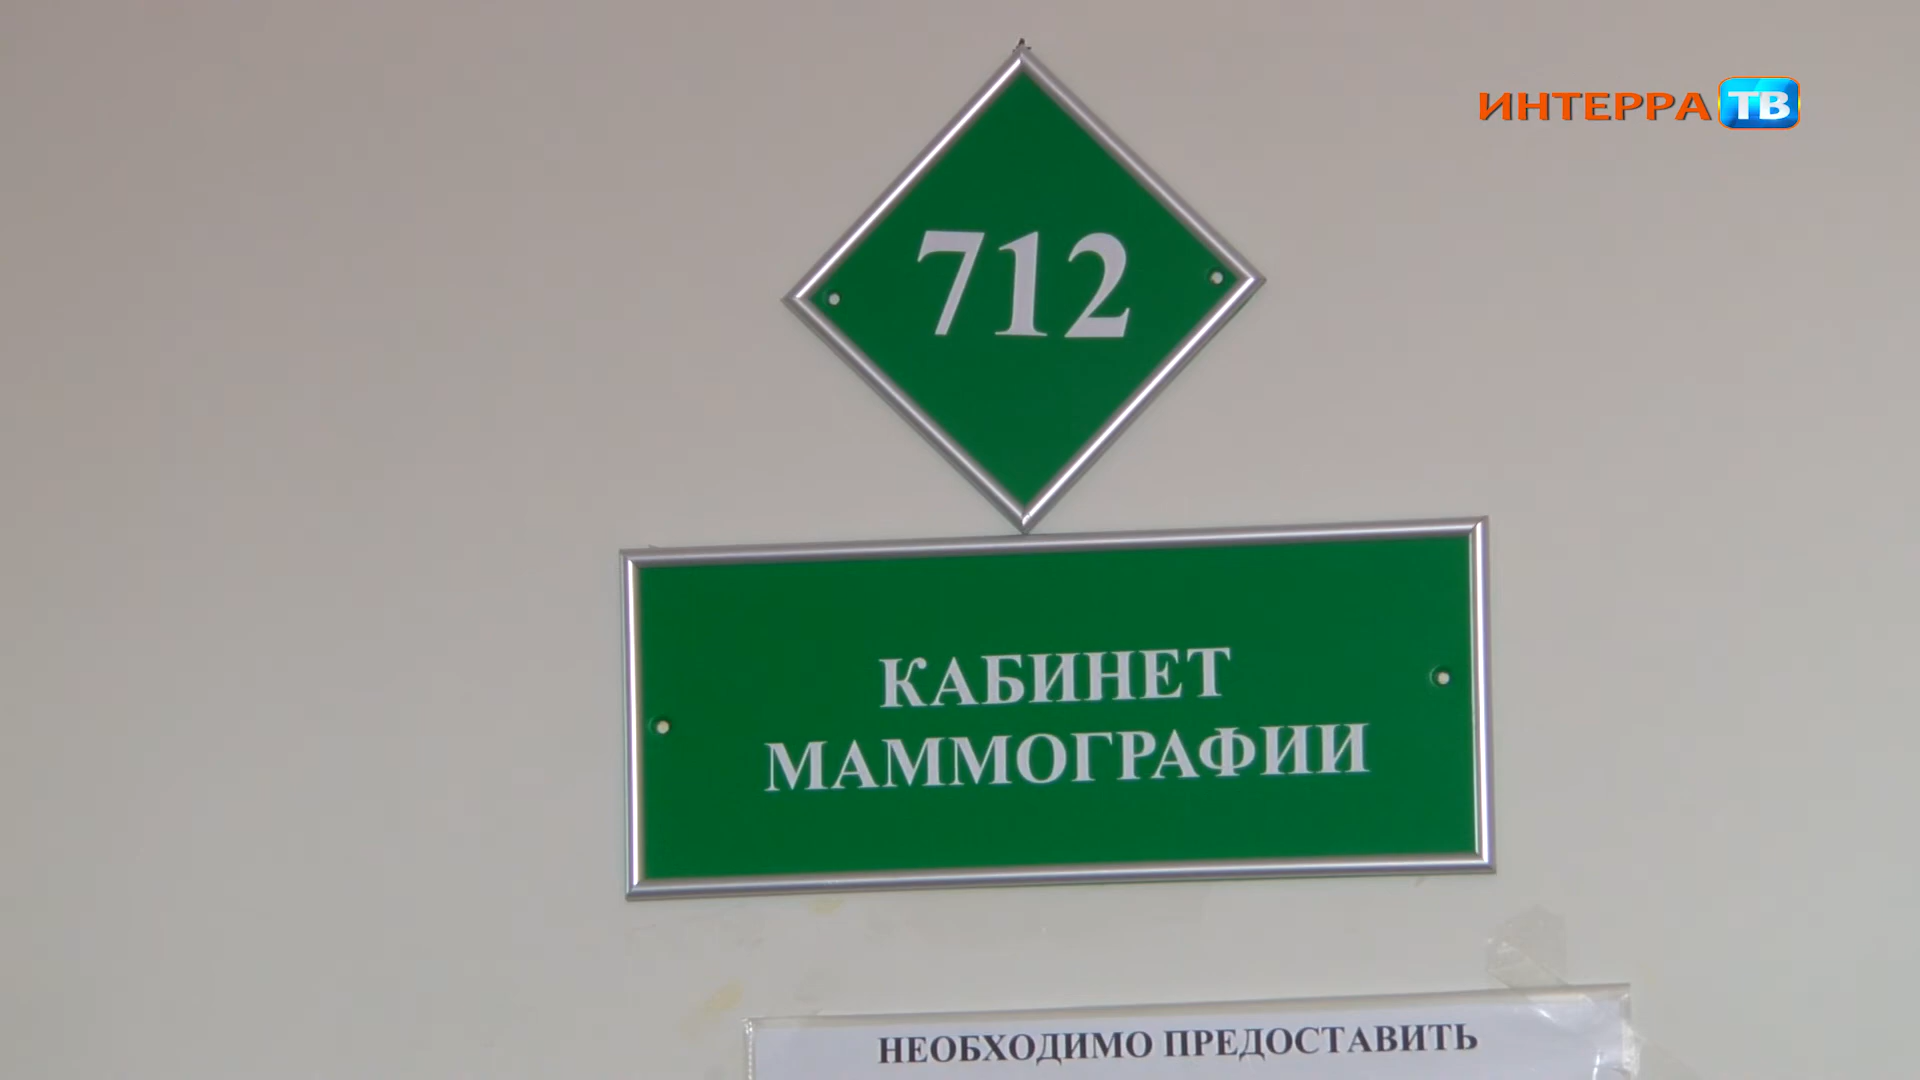 ИНТЕРРА ТВ
712
КАБИНЕТ
МАММОГРАФИИ
НЕОБХОДИМО ПРЕДОСТАВИТЬ